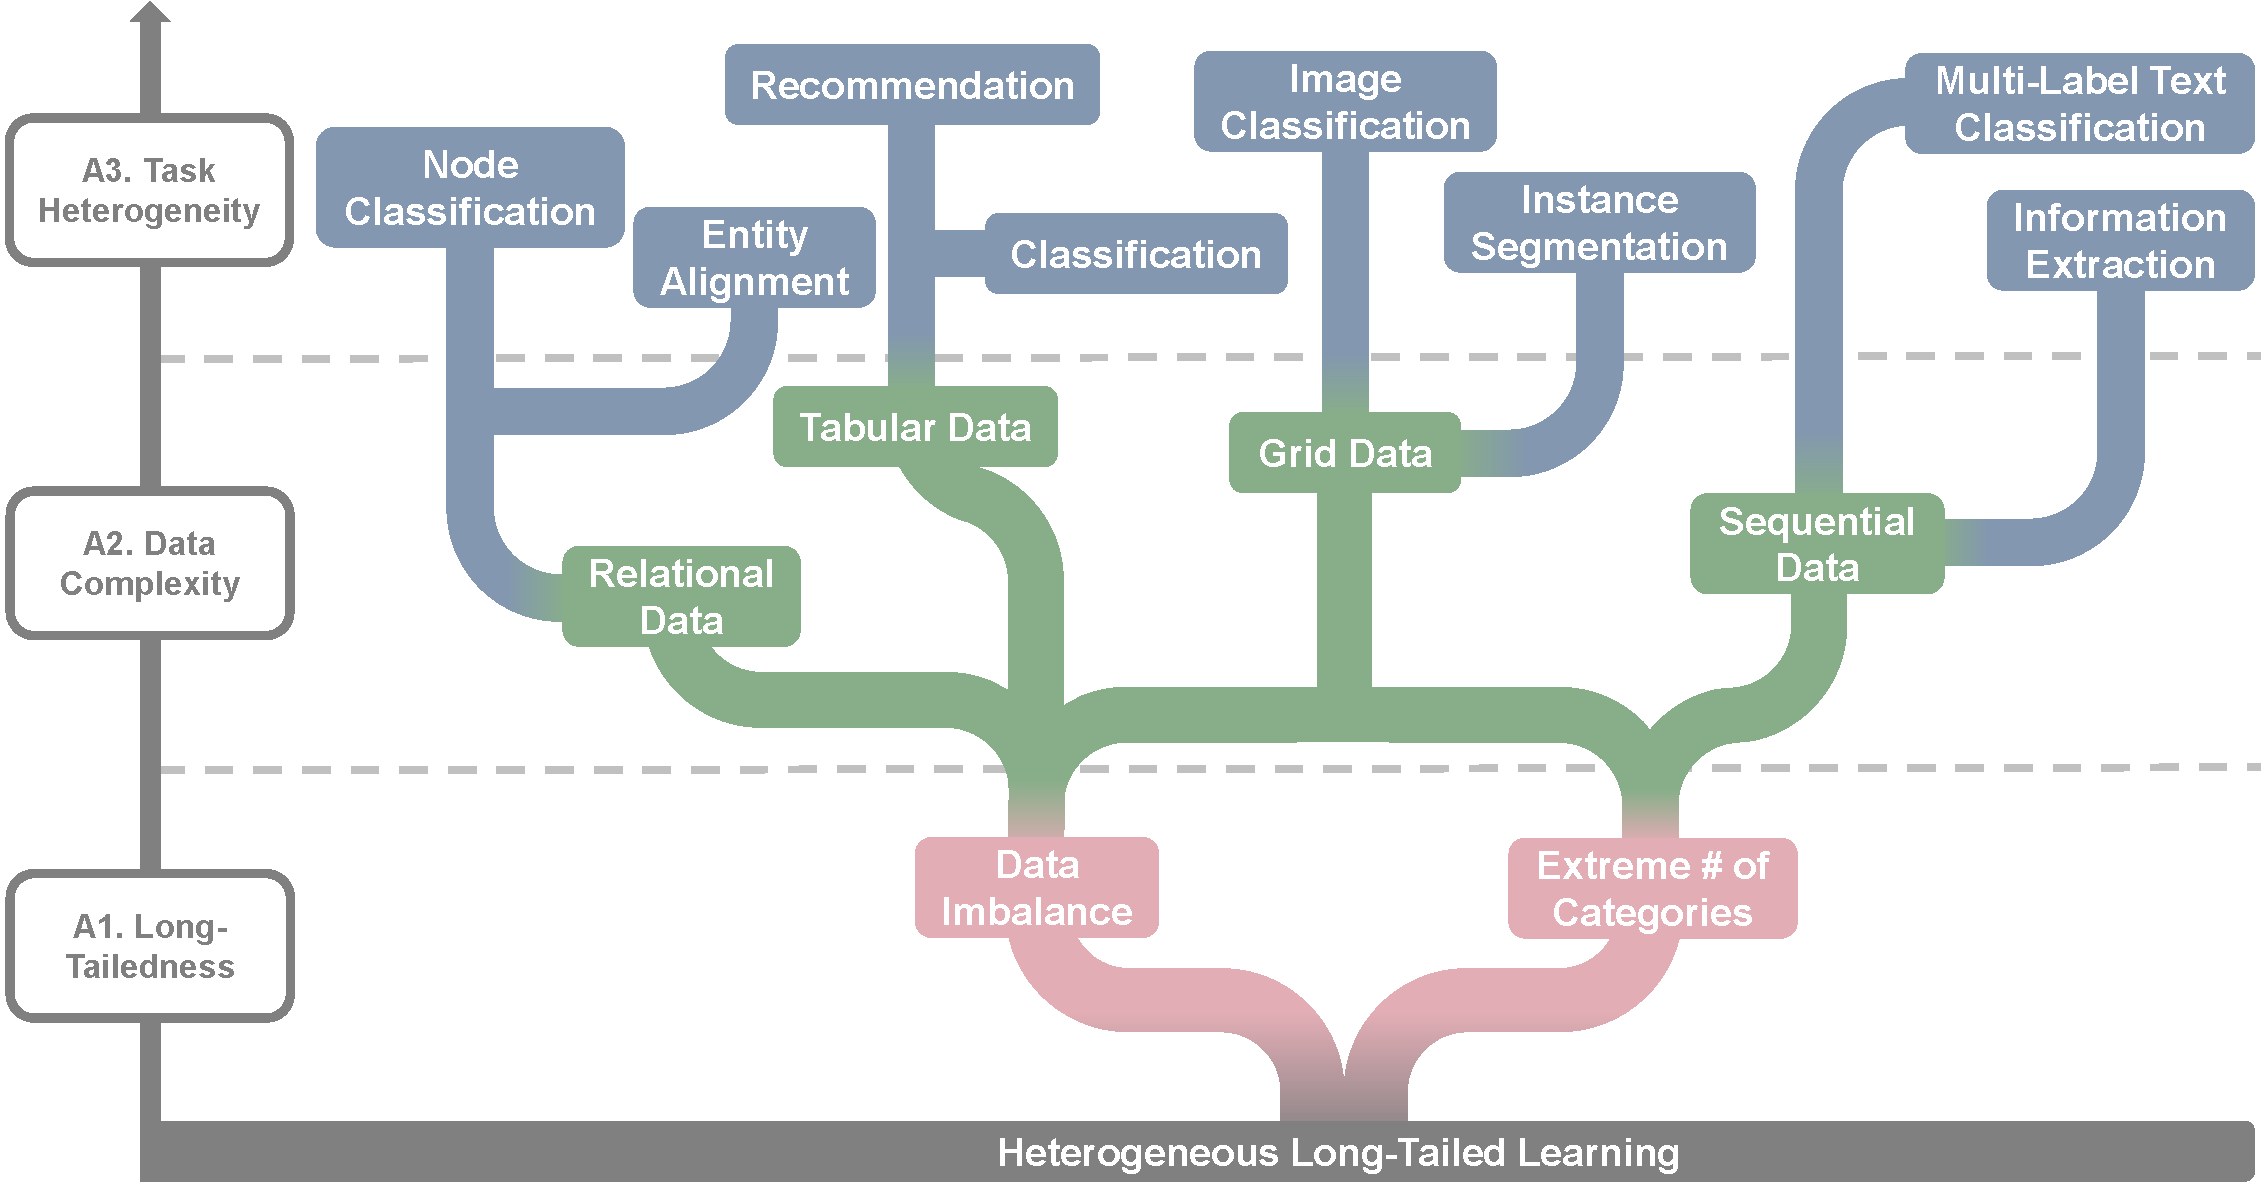 A3. Task
Heterogeneity
Node
Classification
Entity
Alignment
Recommendation
Classification
Image
Classification
Instance
Segmentation
Multi-Label Text
Classification
Information
Extraction
A2. Data
Complexity
Relational
Data
Tabular Data
Grid Data
Sequential
Data
A1. Long-
Tailedness
Data
Imbalance
Extreme # of
Categories
Heterogeneous Long-Tailed Learning